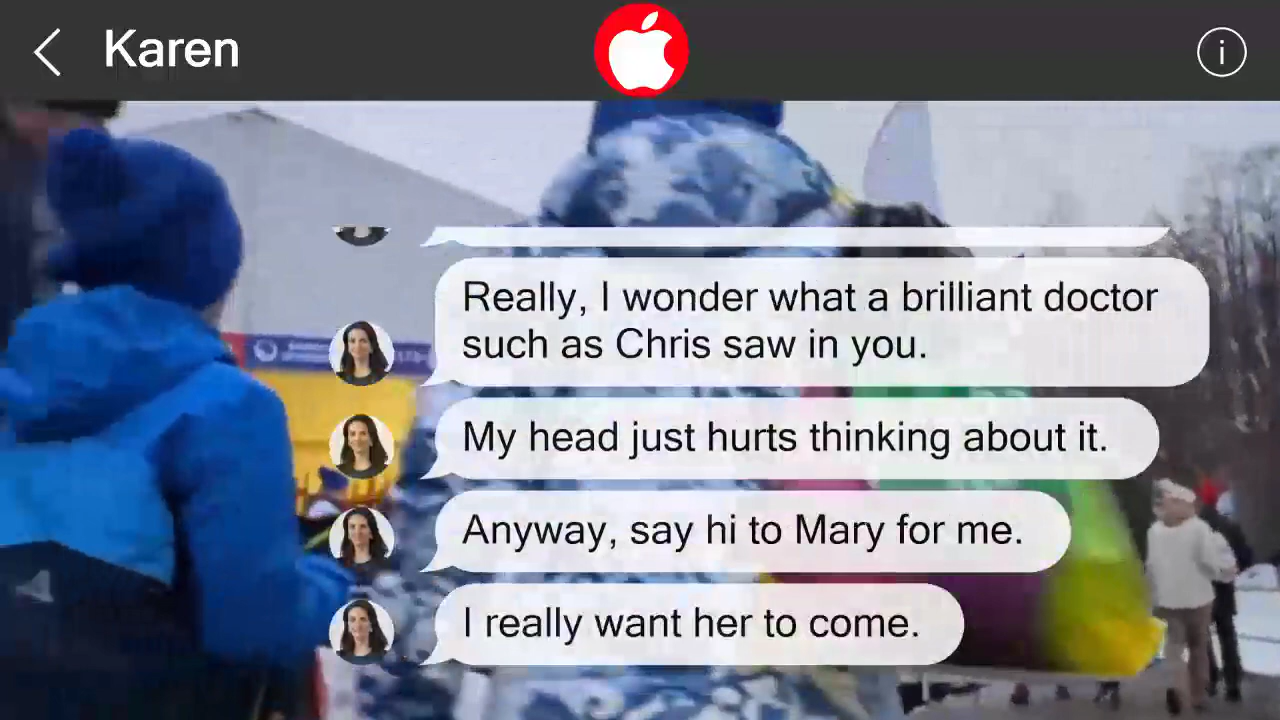 Karen
i
Really, I wonder what a brilliant doctor
such as Chris saw in you.
My head just hurts thinking about it.
Anyway, say hi to Mary for me.
I really want her to come.